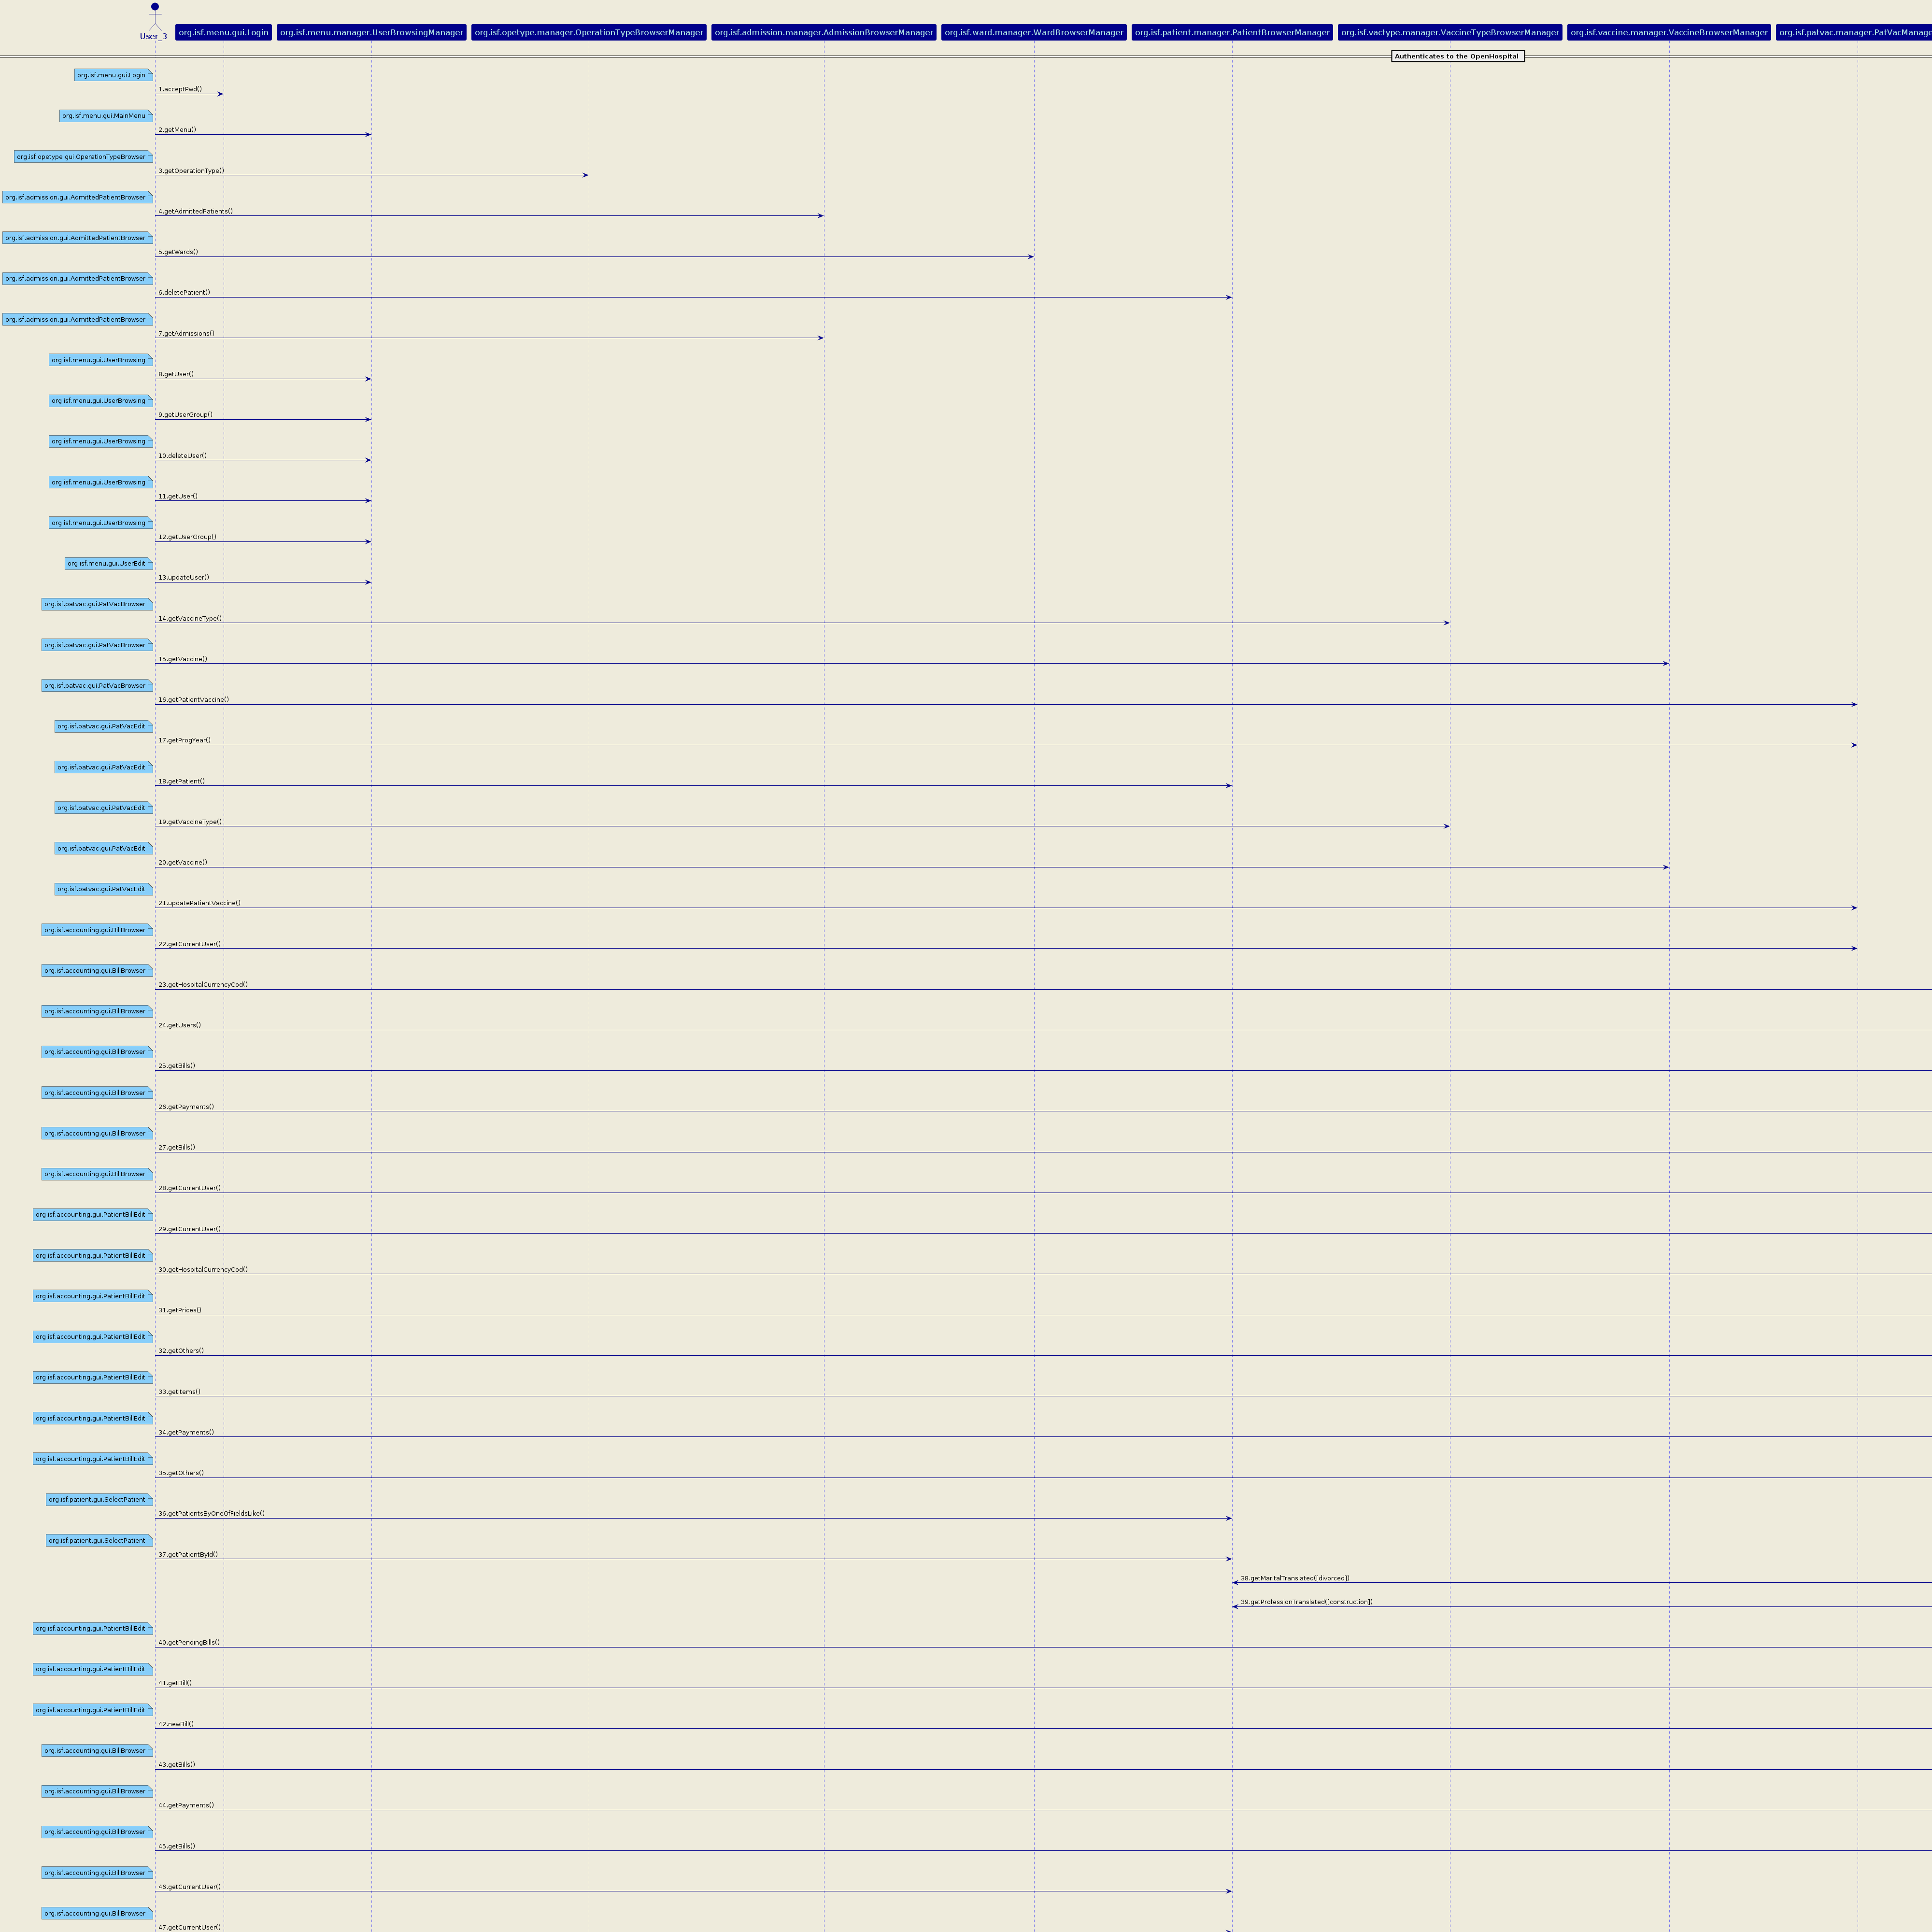 User_3
org.isf.menu.gui.Login
org.isf.menu.manager.UserBrowsingManager
org.isf.opetype.manager.OperationTypeBrowserManager
org.isf.admission.manager.AdmissionBrowserManager
org.isf.ward.manager.WardBrowserManager
org.isf.patient.manager.PatientBrowserManager
org.isf.vactype.manager.VaccineTypeBrowserManager
org.isf.vaccine.manager.VaccineBrowserManager
org.isf.patvac.manager.PatVacManage
Authenticates to the OpenHospital
org.isf.menu.gui.Login
1.acceptPwd()
org.isf.menu.gui.MainMenu
2.getMenu()
org.isf.opetype.gui.OperationTypeBrowser
3.getOperationType()
org.isf.admission.gui.AdmittedPatientBrowser
4.getAdmittedPatients()
org.isf.admission.gui.AdmittedPatientBrowser
5.getWards()
org.isf.admission.gui.AdmittedPatientBrowser
6.deletePatient()
org.isf.admission.gui.AdmittedPatientBrowser
7.getAdmissions()
org.isf.menu.gui.UserBrowsing
8.getUser()
org.isf.menu.gui.UserBrowsing
9.getUserGroup()
org.isf.menu.gui.UserBrowsing
10.deleteUser()
org.isf.menu.gui.UserBrowsing
11.getUser()
org.isf.menu.gui.UserBrowsing
12.getUserGroup()
org.isf.menu.gui.UserEdit
13.updateUser()
org.isf.patvac.gui.PatVacBrowser
14.getVaccineType()
org.isf.patvac.gui.PatVacBrowser
15.getVaccine()
org.isf.patvac.gui.PatVacBrowser
16.getPatientVaccine()
org.isf.patvac.gui.PatVacEdit
17.getProgYear()
org.isf.patvac.gui.PatVacEdit
18.getPatient()
org.isf.patvac.gui.PatVacEdit
19.getVaccineType()
org.isf.patvac.gui.PatVacEdit
20.getVaccine()
org.isf.patvac.gui.PatVacEdit
21.updatePatientVaccine()
org.isf.accounting.gui.BillBrowser
22.getCurrentUser()
org.isf.accounting.gui.BillBrowser
23.getHospitalCurrencyCod()
org.isf.accounting.gui.BillBrowser
24.getUsers()
org.isf.accounting.gui.BillBrowser
25.getBills()
org.isf.accounting.gui.BillBrowser
26.getPayments()
org.isf.accounting.gui.BillBrowser
27.getBills()
org.isf.accounting.gui.BillBrowser
28.getCurrentUser()
org.isf.accounting.gui.PatientBillEdit
29.getCurrentUser()
org.isf.accounting.gui.PatientBillEdit
30.getHospitalCurrencyCod()
org.isf.accounting.gui.PatientBillEdit
31.getPrices()
org.isf.accounting.gui.PatientBillEdit
32.getOthers()
org.isf.accounting.gui.PatientBillEdit
33.getItems()
org.isf.accounting.gui.PatientBillEdit
34.getPayments()
org.isf.accounting.gui.PatientBillEdit
35.getOthers()
org.isf.patient.gui.SelectPatient
36.getPatientsByOneOfFieldsLike()
org.isf.patient.gui.SelectPatient
37.getPatientById()
38.getMaritalTranslated([divorced])
39.getProfessionTranslated([construction])
org.isf.accounting.gui.PatientBillEdit
40.getPendingBills()
org.isf.accounting.gui.PatientBillEdit
41.getBill()
org.isf.accounting.gui.PatientBillEdit
42.newBill()
org.isf.accounting.gui.BillBrowser
43.getBills()
org.isf.accounting.gui.BillBrowser
44.getPayments()
org.isf.accounting.gui.BillBrowser
45.getBills()
org.isf.accounting.gui.BillBrowser
46.getCurrentUser()
org.isf.accounting.gui.BillBrowser
47.getCurrentUser()